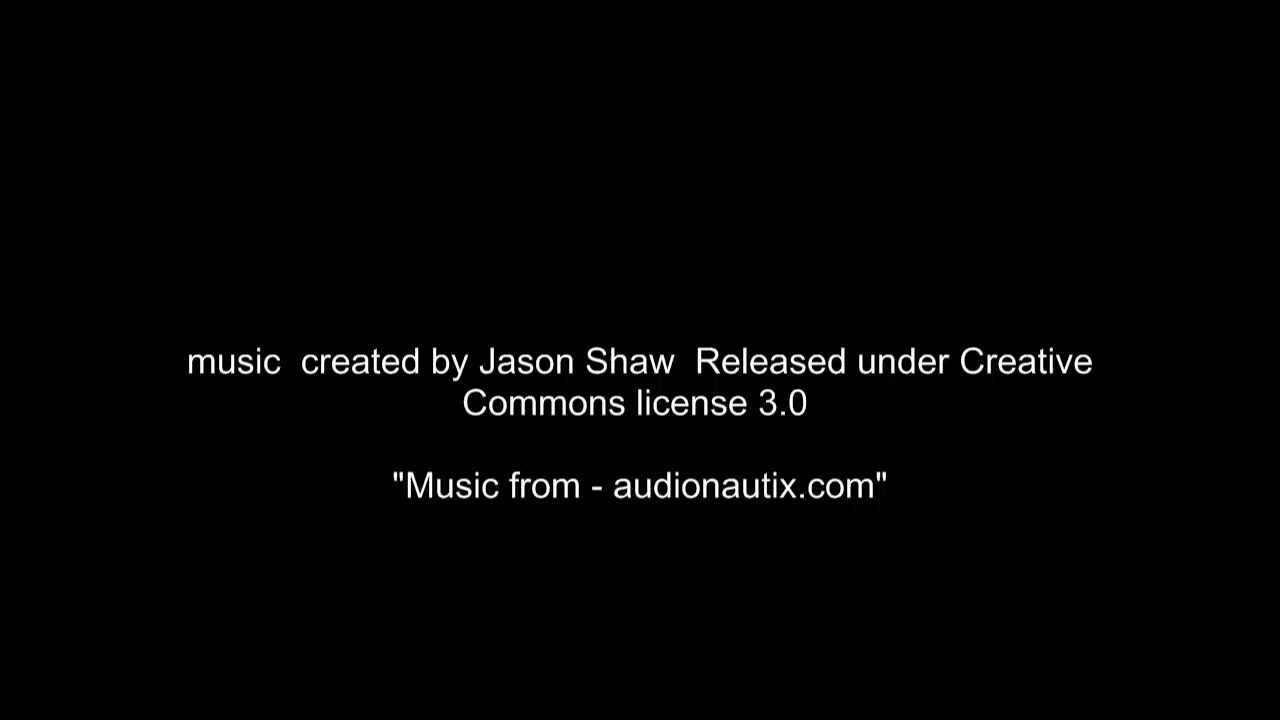 music  created by Jason Shaw  Released under Creative
Commons license 3.0
"Music from - audionautix.com"